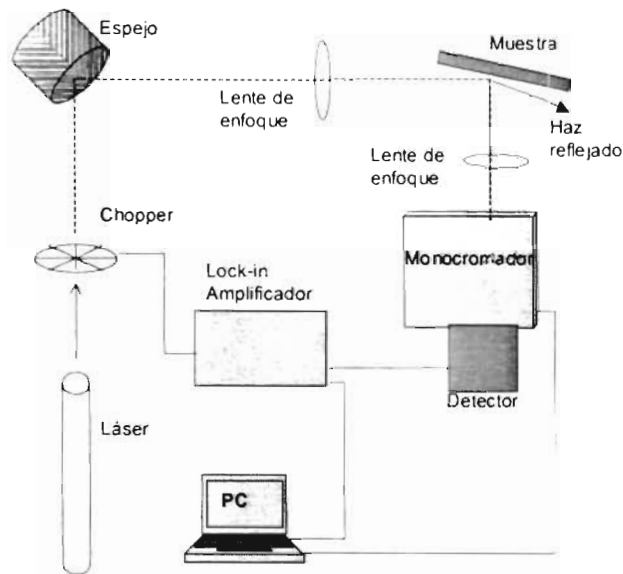 Espejo
Muestra
Lente de
enfoque
Haz
reflejado
Lente de
enfoque
Chopper
Monocromador
Lock-in
Amplificador
Detector
Láser
PC